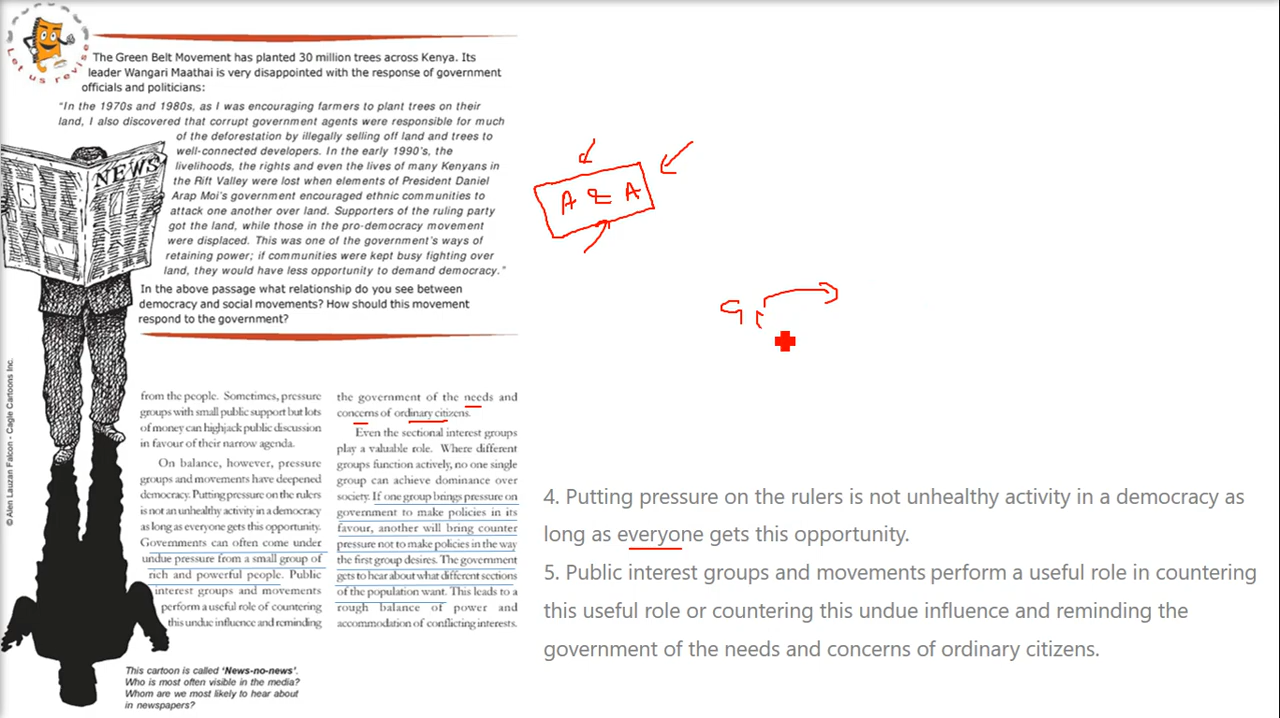 Let us revise
The Green Belt Movement has planted 30 million trees across Kenya. Its
leader Wangari Maathai is very disappointed with the response of government
officials and politicians:
“In the 1970s and 1980s, as I was encouraging farmers to plant trees on their
land, I also discovered that corrupt government agents were responsible for much
of the deforestation by illegally selling off land and trees to
well-connected developers. In the early 1990’s, the
livelihoods, the rights and even the lives of many Kenyans in
the Rift Valley were lost when elements of President Daniel
Arap Moi’s government encouraged ethnic communities to
attack one another over land. Supporters of the ruling party
got the land, while those in the pro-democracy movement
were displaced. This was one of the government’s ways of
retaining power; if communities were kept busy fighting over
land, they would have less opportunity to demand democracy.”
In the above passage what relationship do you see between
democracy and social movements? How should this movement
respond to the government?
NEWS
A & A
© Alen Lauzan Falcon - Cagle Cartoons Inc.
from the people. Sometimes, pressure
groups with small public support but lots
of money can highjack public discussion
in favour of their narrow agenda.
On balance, however, pressure
groups and movements have deepened
democracy. Putting pressure on the rulers
is not an unhealthy activity in a democracy
as long as everyone gets this opportunity.
Governments can often come under
undue pressure from a small group of
rich and powerful people. Public
interest groups and movements
perform a useful role of countering
this undue influence and reminding
the government of the needs and
concerns of ordinary citizens.
Even the sectional interest groups
play a valuable role. Where different
groups function actively, no one single
group can achieve dominance over
society. If one group brings pressure on
government to make policies in its
favour, another will bring counter
pressure not to make policies in the way
the first group desires. The government
gets to hear about what different sections
of the population want. This leads to a
rough balance of power and
accommodation of conflicting interests.
This cartoon is called ‘News-no-news’.
Who is most often visible in the media?
Whom are we most likely to hear about
in newspapers?
4. Putting pressure on the rulers is not unhealthy activity in a democracy as
long as everyone gets this opportunity.
5. Public interest groups and movements perform a useful role in countering
this useful role or countering this undue influence and reminding the
government of the needs and concerns of ordinary citizens.